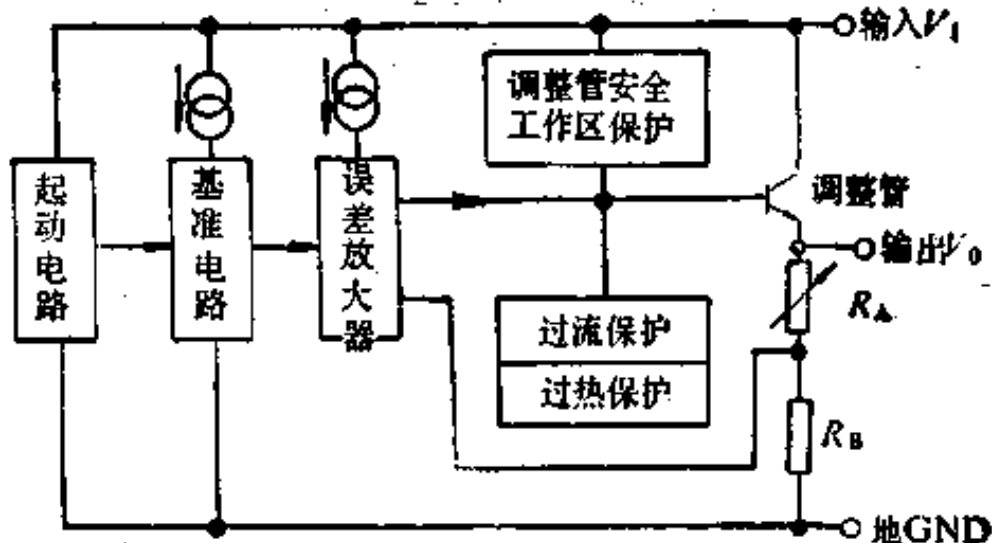 输入V₁
调整管安全
工作区保护
起动电路
基准电路
误差放大器
调整管
输出V₀
R_A
过流保护
过热保护
R_B
地GND